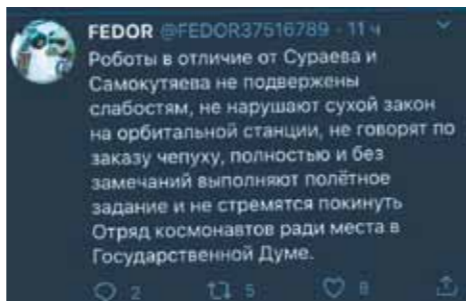 FEDOR @FEDOR37516789 · 11 ч
Роботы в отличие от Сураева и
Самокутяева не подвержены
слабостям, не нарушают сухой закон
на орбитальной станции, не говорят по
заказу чепуху, полностью и без
замечаний выполняют полётное
задание и не стремятся покинуть
Отряд космонавтов ради места в
Государственной Думе.
2 5 8